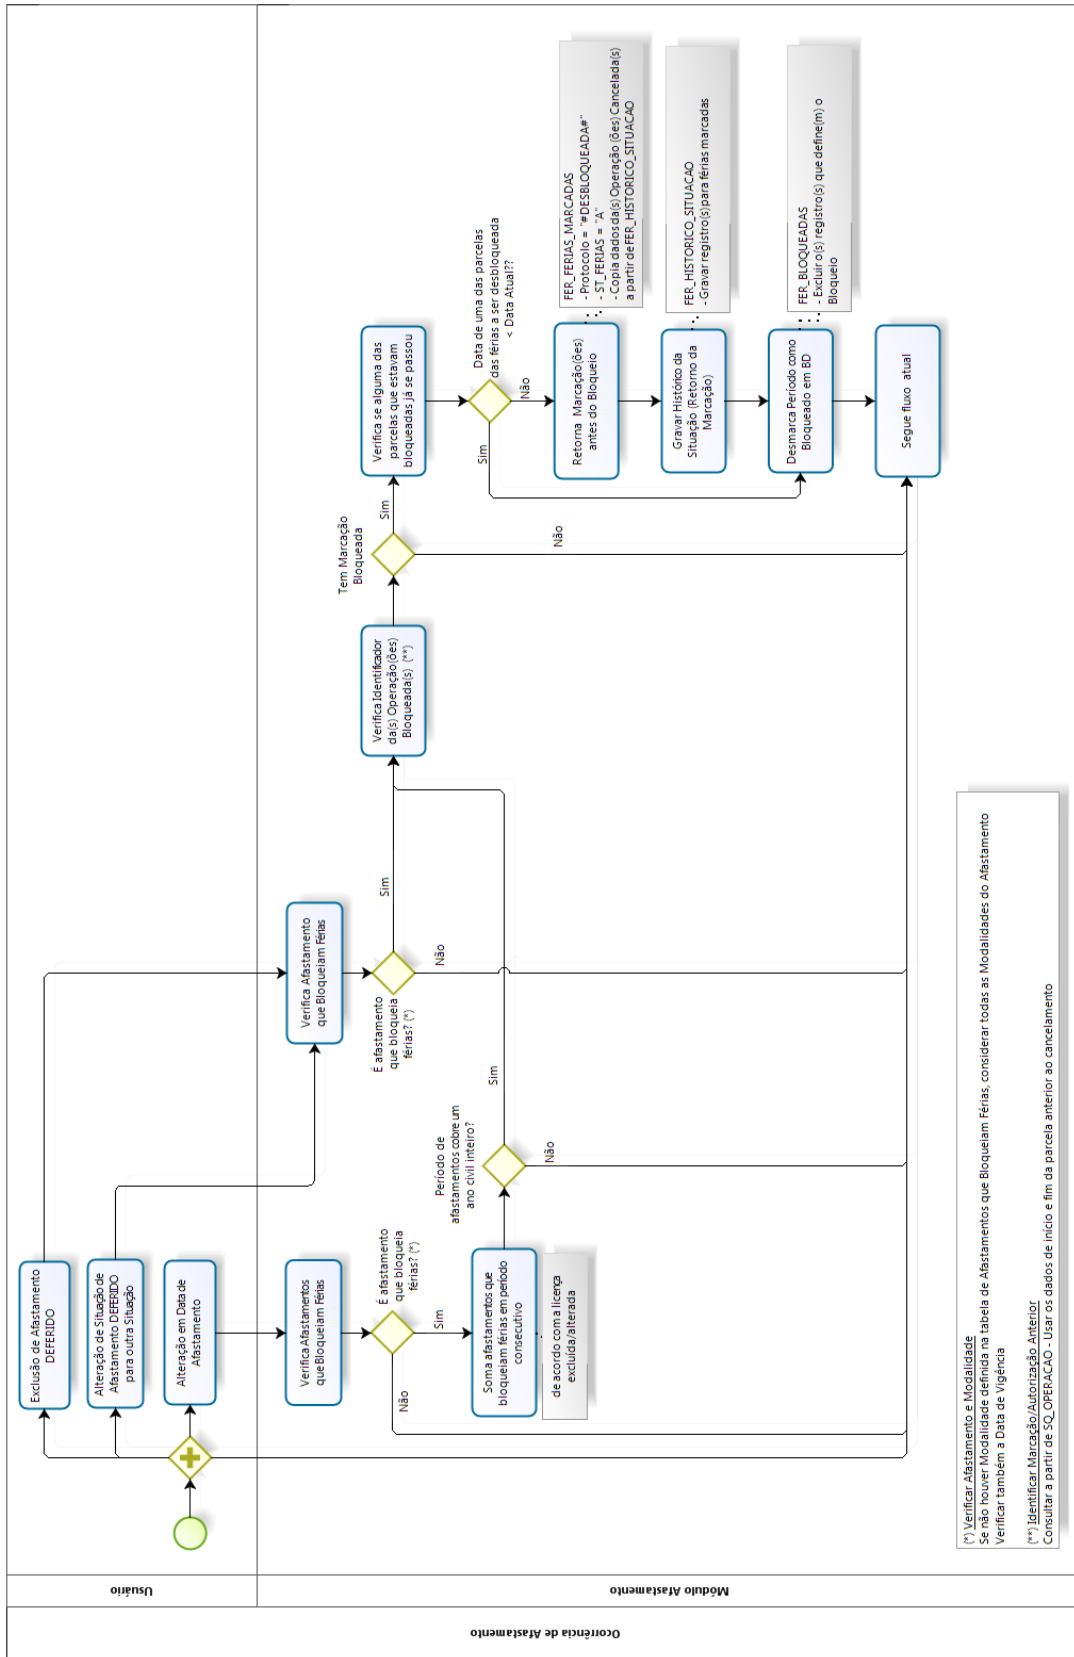 Ocorrência de Afastamento
Usuário
Módulo Afastamento
Exclusão de Afastamento
DEFERIDO
Alteração de Situação de
Afastamento DEFERIDO
para outra Situação
Alteração em Data de
Afastamento
Verifica Afastamentos
que Bloqueiam Férias
É afastamento
que bloqueia
férias? (*)
Sim
Não
Soma afastamentos que
bloqueiam férias em período
consecutivo
de acordo com a licença
excluída/alterada
Período de
afastamentos cobre um
ano civil inteiro?
Sim
Não
Verifica Afastamento
que Bloqueiam Férias
É afastamento
que bloqueia
férias? (*)
Sim
Não
Verifica Identificador
da(s) Operação(ões)
Bloqueada(s) (**)
Tem Marcação
Bloqueada
Sim
Não
Verifica se alguma das
parcelas que estavam
bloqueadas já se passou
Data de uma das parcelas
das férias a ser desbloqueada
< Data Atual??
Sim
Não
Retorna Marcação(ões)
antes do Bloqueio
FER_FERIAS_MARCADAS
- Protocolo = "#DESBLOQUEADA#"
- ST_FERIAS = "A"
- Copia dados da(s) Operação (ões) Cancelada(s)
a partir de FER_HISTORICO_SITUACAO
Gravar Histórico da
Situação (Retorno da
Marcação)
FER_HISTORICO_SITUACAO
- Gravar registro(s) para férias marcadas
Desmarca Período como
Bloqueado em BD
FER_BLOQUEADAS
- Excluir o(s) registro(s) que define(m) o
Bloqueio
Segue fluxo atual
(*) Verificar Afastamento e Modalidade
Se não houver Modalidade definida na tabela de Afastamentos que Bloqueiam Férias, considerar todas as Modalidades do Afastamento
Verificar também a Data de Vigência
(**) Identificar Marcação/Autorização Anterior
Consultar a partir de SQ_OPERACAO - Usar os dados de início e fim da parcela anterior ao cancelamento